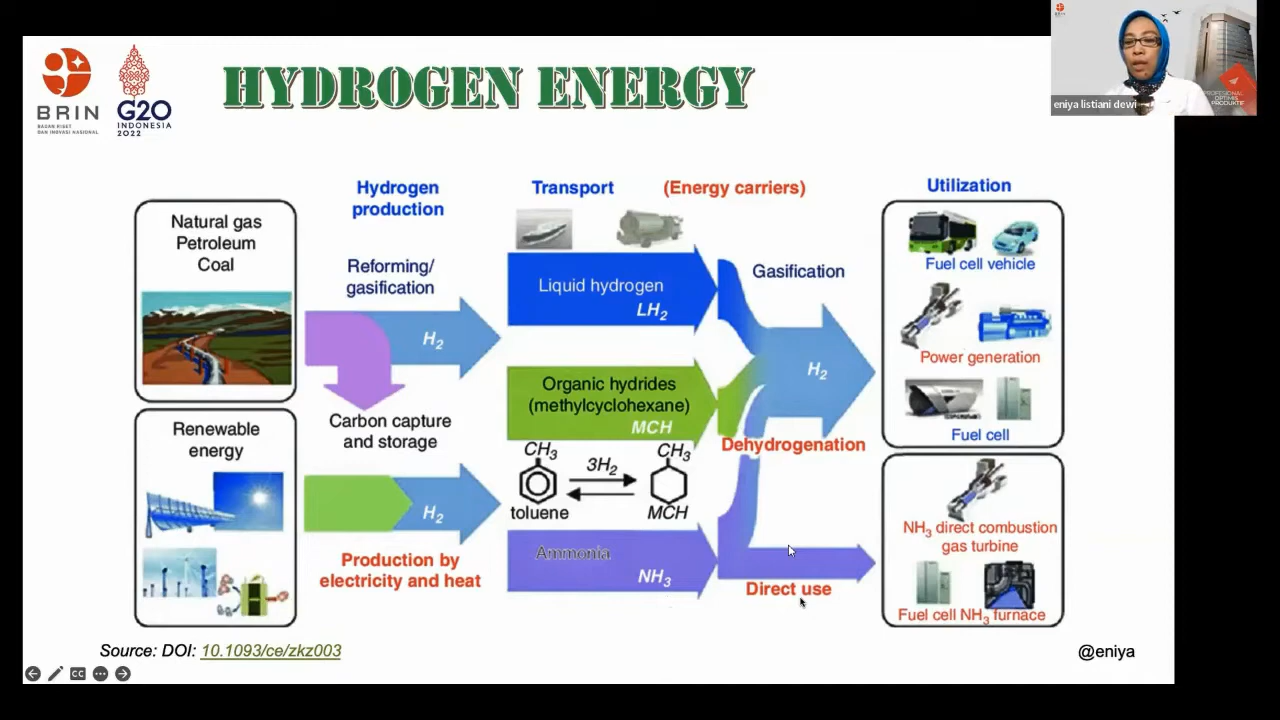 BRIN
BADAN RISET
DAN INOVASI NASIONAL
G20
INDONESIA
2022
HYDROGEN ENERGY
eniya listiani dewi
PROFESIONAL
OPTIMIS
PRODUKTIF
Hydrogen
production
Transport
(Energy carriers)
Utilization
Natural gas
Petroleum
Coal
Reforming/
gasification
H₂
Carbon capture
and storage
Renewable
energy
H₂
Production by
electricity and heat
Liquid hydrogen
LH₂
Organic hydrides
(methylcyclohexane)
MCH
CH₃
3H₂
CH₃
toluene
MCH
Ammonia
NH₃
Gasification
H₂
Dehydrogenation
Direct use
Fuel cell vehicle
Power generation
Fuel cell
NH₃ direct combustion
gas turbine
Fuel cell NH₃ furnace
Source: DOI: 10.1093/ce/zkz003
@eniya
CC